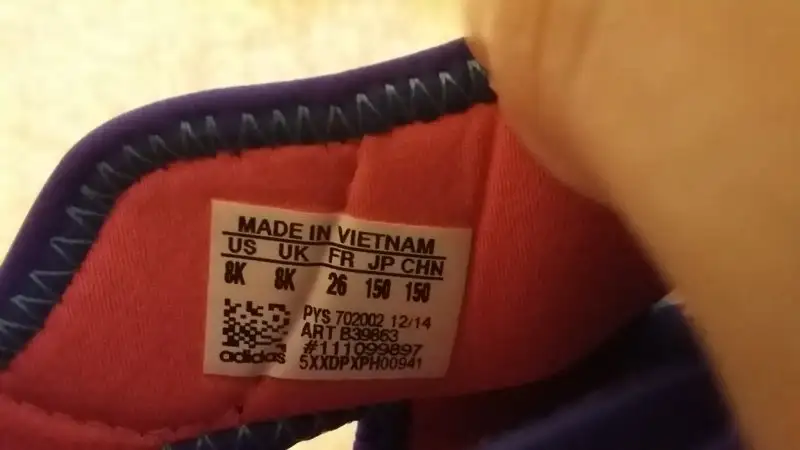 MADE IN VIETNAM
US UK FR JP CHN
8K 8K 26 150 150
PYS 702002 12/14
ART B39863
#111099897
5XXDPXPH00941
adidas